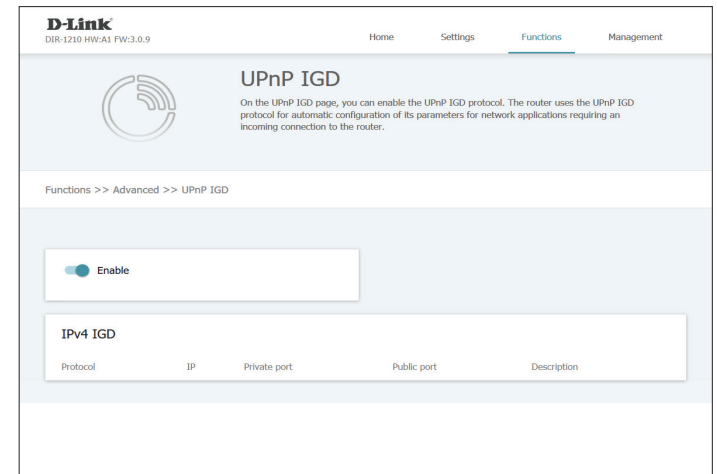 D-Link
DIR-1210 HW:A1 FW:3.0.9
Home Settings Functions Management
UPnP IGD
On the UPnP IGD page, you can enable the UPnP IGD protocol. The router uses the UPnP IGD
protocol for automatic configuration of its parameters for network applications requiring an
incoming connection to the router.
Functions >> Advanced >> UPnP IGD
Enable
IPv4 IGD
Protocol IP Private port Public port Description